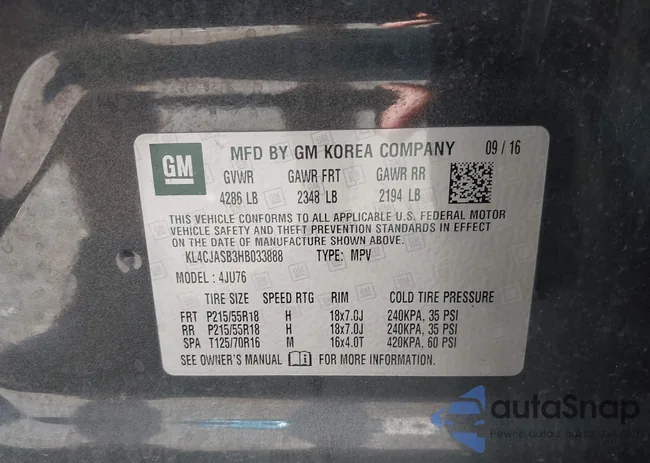 GM MFD BY GM KOREA COMPANY 09 / 16
GVWR GAWR FRT GAWR RR
4286 LB 2348 LB 2194 LB
THIS VEHICLE CONFORMS TO ALL APPLICABLE U.S. FEDERAL MOTOR
VEHICLE SAFETY AND THEFT PREVENTION STANDARDS IN EFFECT
ON THE DATE OF MANUFACTURE SHOWN ABOVE.
KL4CJASB3HB033888 TYPE: MPV
MODEL: 4JU76
TIRE SIZE SPEED RTG RIM COLD TIRE PRESSURE
FRT P215/55R18 H 18x7.0J 240KPA, 35 PSI
RR P215/55R18 H 18x7.0J 240KPA, 35 PSI
SPA T125/70R16 M 16x4.0T 420KPA, 60 PSI
SEE OWNER'S MANUAL FOR MORE INFORMATION
autaSnap
Pewne auta z auta